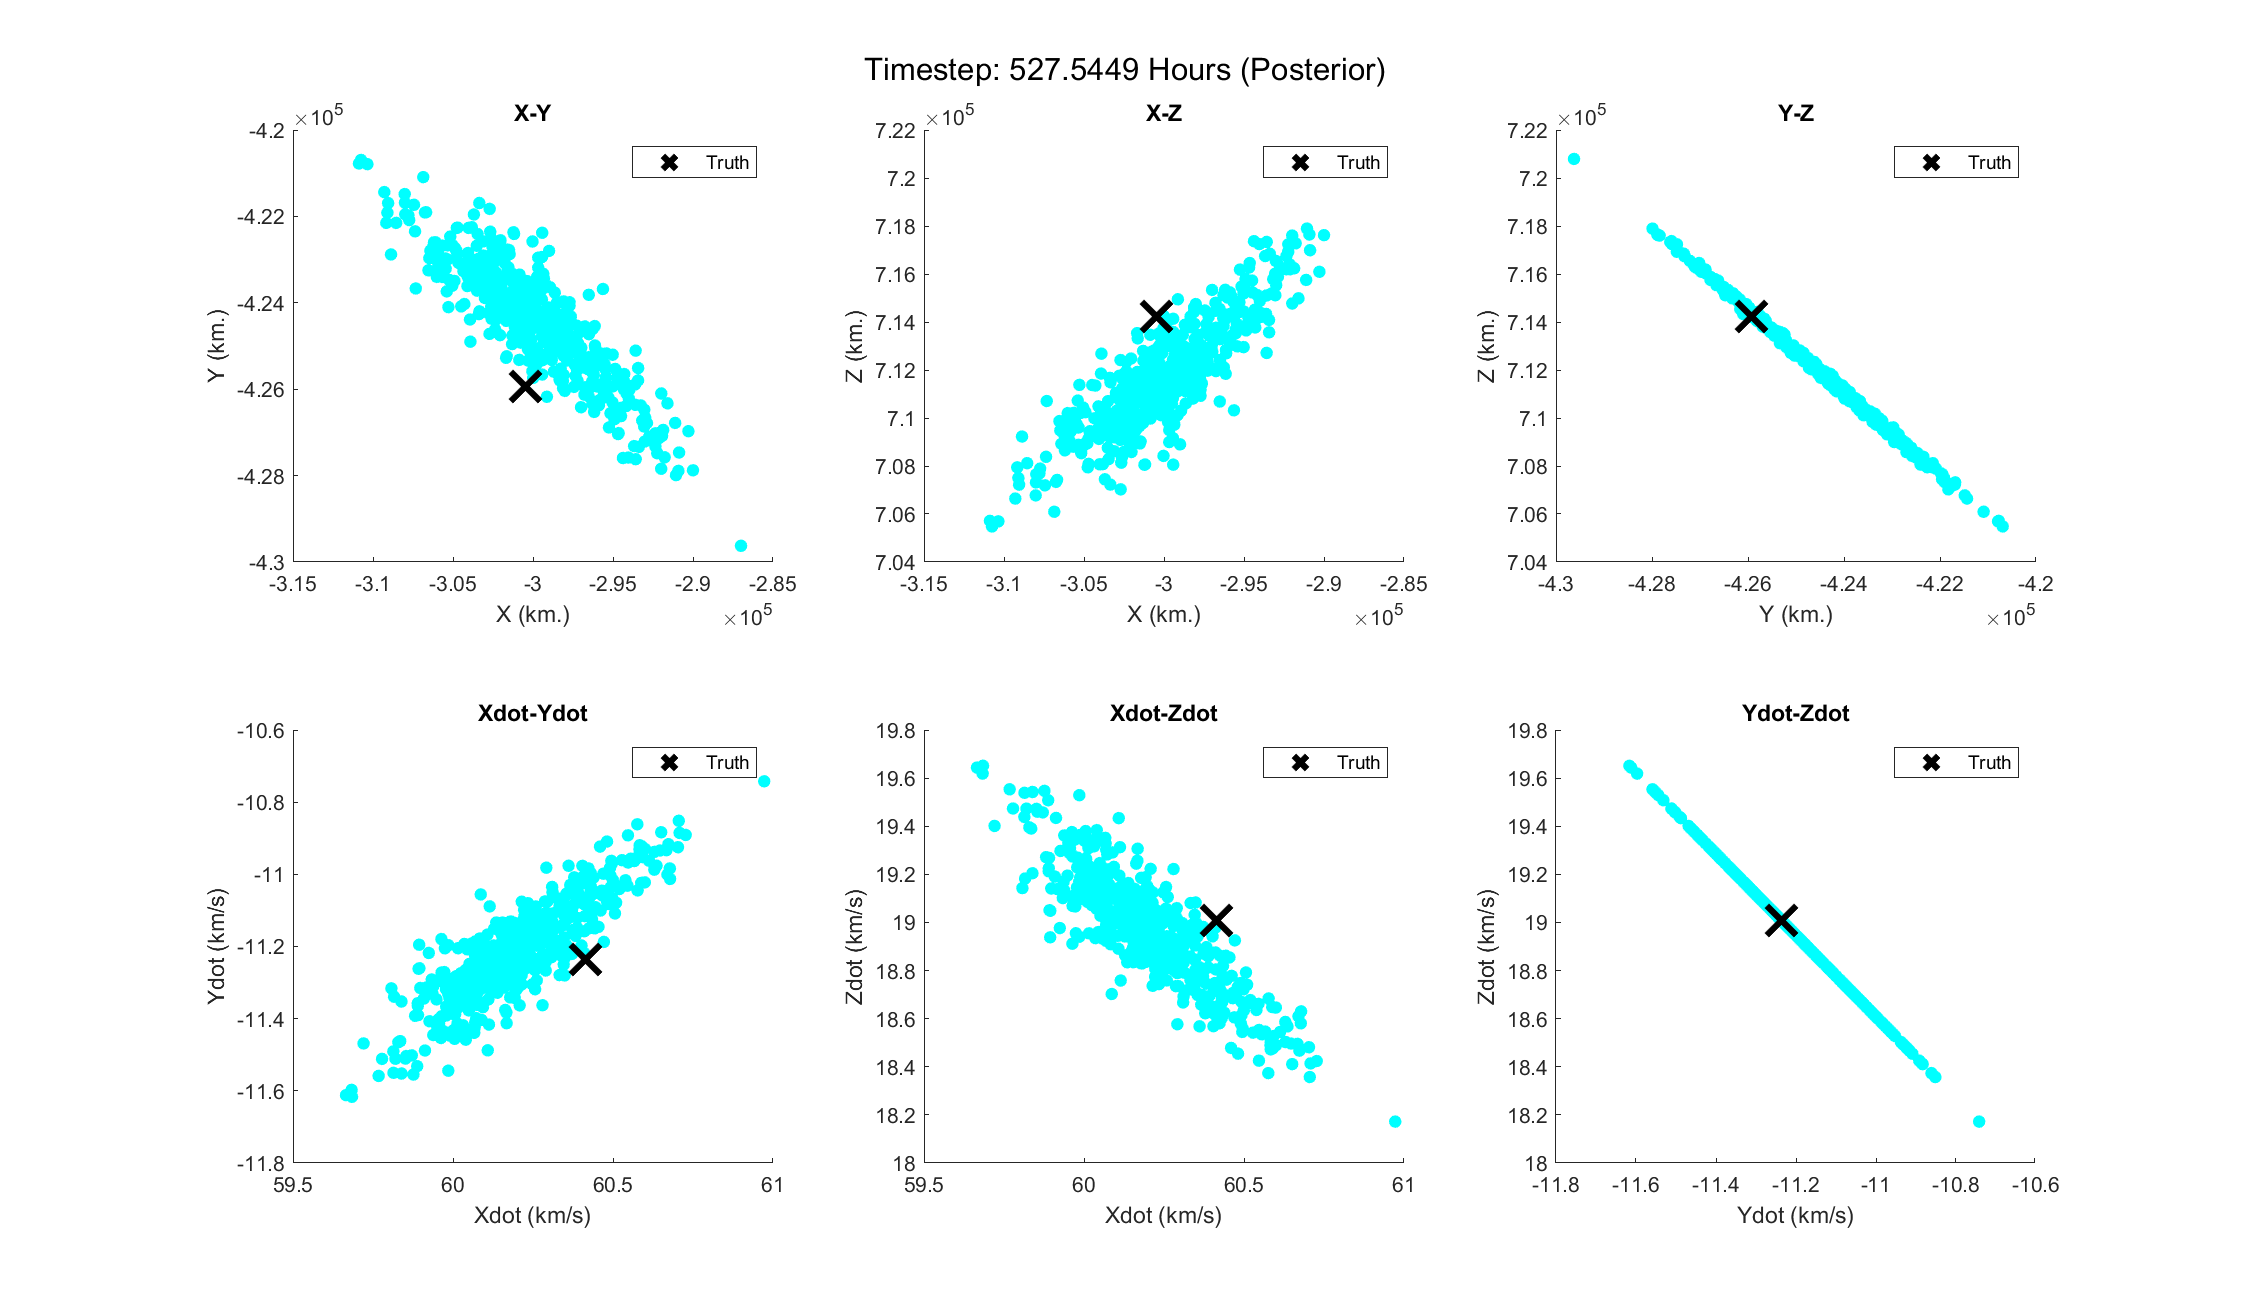 Timestep: 527.5449 Hours (Posterior)
X-Y
×10^5
-4.2
-4.22
-4.24
-4.26
-4.28
-4.3
Y (km.)
Truth
-3.15 -3.1 -3.05 -3 -2.95 -2.9 -2.85
X (km.)
×10^5
X-Z
7.22
7.2
7.18
7.16
7.14
7.12
7.1
7.08
7.06
7.04
×10^5
Z (km.)
Truth
-3.15 -3.1 -3.05 -3 -2.95 -2.9 -2.85
X (km.)
×10^5
Y-Z
7.22
7.2
7.18
7.16
7.14
7.12
7.1
7.08
7.06
7.04
×10^5
Z (km.)
Truth
-4.3 -4.28 -4.26 -4.24 -4.22 -4.2
Y (km.)
×10^5
Xdot-Ydot
-10.6
-10.8
-11
-11.2
-11.4
-11.6
-11.8
Ydot (km/s)
Truth
59.5 60 60.5 61
Xdot (km/s)
Xdot-Zdot
19.8
19.6
19.4
19.2
19
18.8
18.6
18.4
18.2
18
Zdot (km/s)
Truth
59.5 60 60.5 61
Xdot (km/s)
Ydot-Zdot
19.8
19.6
19.4
19.2
19
18.8
18.6
18.4
18.2
18
Zdot (km/s)
Truth
-11.8 -11.6 -11.4 -11.2 -11 -10.8 -10.6
Ydot (km/s)